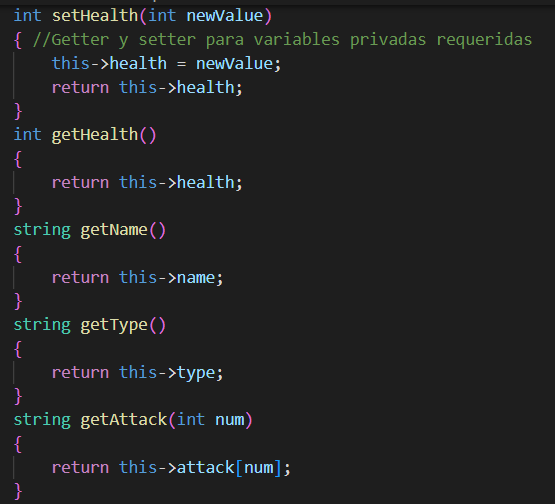 int setHealth(int newValue)
{ //Getter y setter para variables privadas requeridas
    this->health = newValue;
    return this->health;
}
int getHealth()
{
    return this->health;
}
string getName()
{
    return this->name;
}
string getType()
{
    return this->type;
}
string getAttack(int num)
{
    return this->attack[num];
}